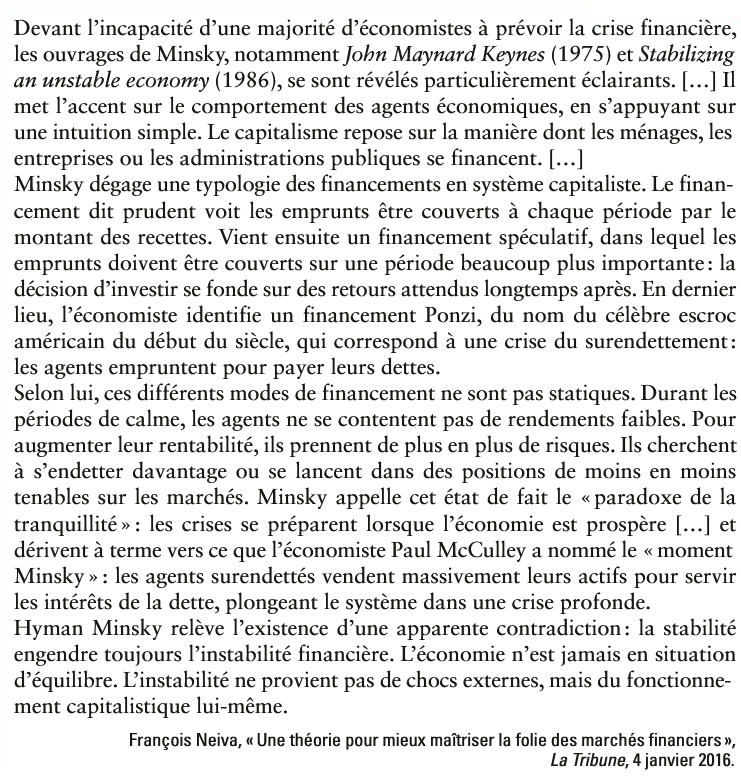 Devant l'incapacité d'une majorité d'économistes à prévoir la crise financière,
les ouvrages de Minsky, notamment John Maynard Keynes (1975) et Stabilizing
an unstable economy (1986), se sont révélés particulièrement éclairants. […] Il
met l'accent sur le comportement des agents économiques, en s'appuyant sur
une intuition simple. Le capitalisme repose sur la manière dont les ménages, les
entreprises ou les administrations publiques se financent. […]
Minsky dégage une typologie des financements en système capitaliste. Le finan-
cement dit prudent voit les emprunts être couverts à chaque période par le
montant des recettes. Vient ensuite un financement spéculatif, dans lequel les
emprunts doivent être couverts sur une période beaucoup plus importante : la
décision d'investir se fonde sur des retours attendus longtemps après. En dernier
lieu, l'économiste identifie un financement Ponzi, du nom du célèbre escroc
américain du début du siècle, qui correspond à une crise du surendettement :
les agents empruntent pour payer leurs dettes.
Selon lui, ces différents modes de financement ne sont pas statiques. Durant les
périodes de calme, les agents ne se contentent pas de rendements faibles. Pour
augmenter leur rentabilité, ils prennent de plus en plus de risques. Ils cherchent
à s'endetter davantage ou se lancent dans des positions de moins en moins
tenables sur les marchés. Minsky appelle cet état de fait le « paradoxe de la
tranquillité » : les crises se préparent lorsque l'économie est prospère […] et
dérivent à terme vers ce que l'économiste Paul McCulley a nommé le « moment
Minsky » : les agents surendettés vendent massivement leurs actifs pour servir
les intérêts de la dette, plongeant le système dans une crise profonde.
Hyman Minsky relève l'existence d'une apparente contradiction : la stabilité
engendre toujours l'instabilité financière. L'économie n'est jamais en situation
d'équilibre. L'instabilité ne provient pas de chocs externes, mais du fonctionne-
ment capitalistique lui-même.
François Neiva, « Une théorie pour mieux maîtriser la folie des marchés financiers »,
La Tribune, 4 janvier 2016.